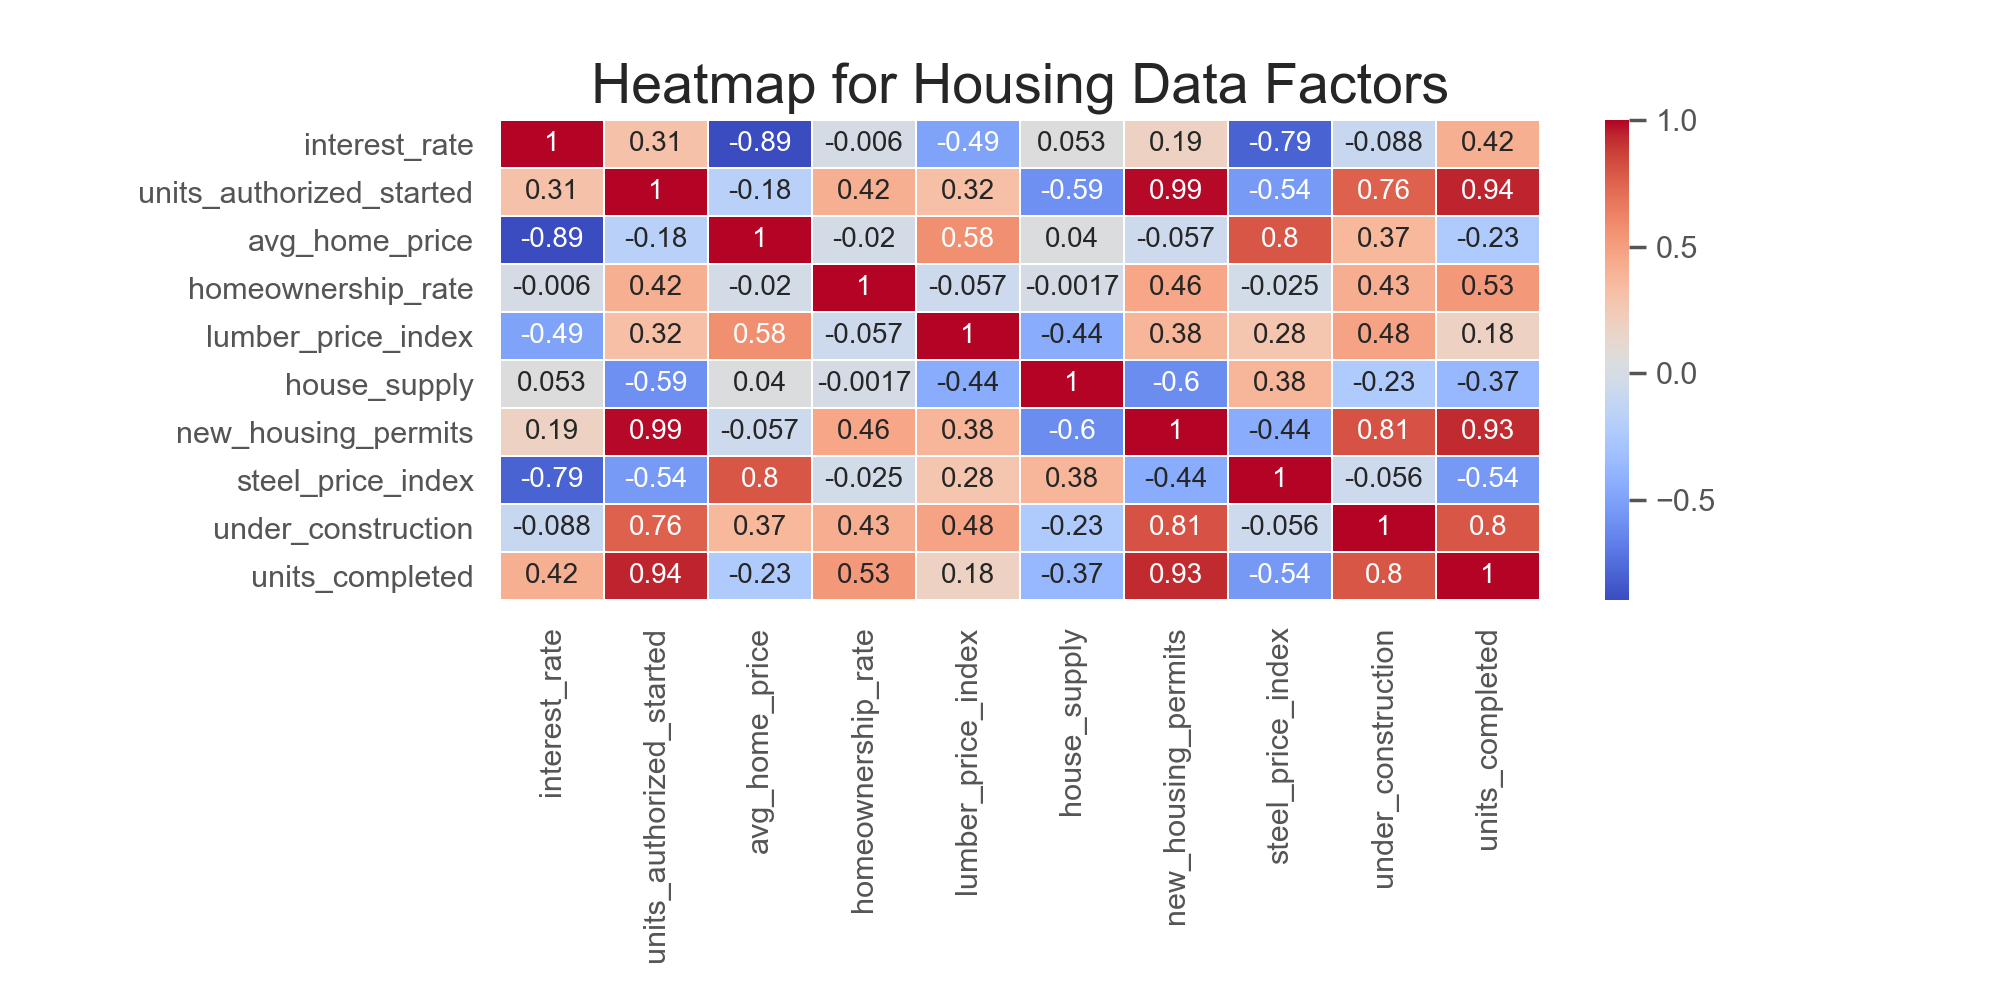 Heatmap for Housing Data Factors
interest_rate 1 0.31 -0.89 -0.006 -0.49 0.053 0.19 -0.79 -0.088 0.42
units_authorized_started 0.31 1 -0.18 0.42 0.32 -0.59 0.99 -0.54 0.76 0.94
avg_home_price -0.89 -0.18 1 -0.02 0.58 0.04 -0.057 0.8 0.37 -0.23
homeownership_rate -0.006 0.42 -0.02 1 -0.057 -0.0017 0.46 -0.025 0.43 0.53
lumber_price_index -0.49 0.32 0.58 -0.057 1 -0.44 0.38 0.28 0.48 0.18
house_supply 0.053 -0.59 0.04 -0.0017 -0.44 1 -0.6 0.38 -0.23 -0.37
new_housing_permits 0.19 0.99 -0.057 0.46 0.38 -0.6 1 -0.44 0.81 0.93
steel_price_index -0.79 -0.54 0.8 -0.025 0.28 0.38 -0.44 1 -0.056 -0.54
under_construction -0.088 0.76 0.37 0.43 0.48 -0.23 0.81 -0.056 1 0.8
units_completed 0.42 0.94 -0.23 0.53 0.18 -0.37 0.93 -0.54 0.8 1
interest_rate
units_authorized_started
avg_home_price
homeownership_rate
lumber_price_index
house_supply
new_housing_permits
steel_price_index
under_construction
units_completed
1.0
0.5
0.0
−0.5